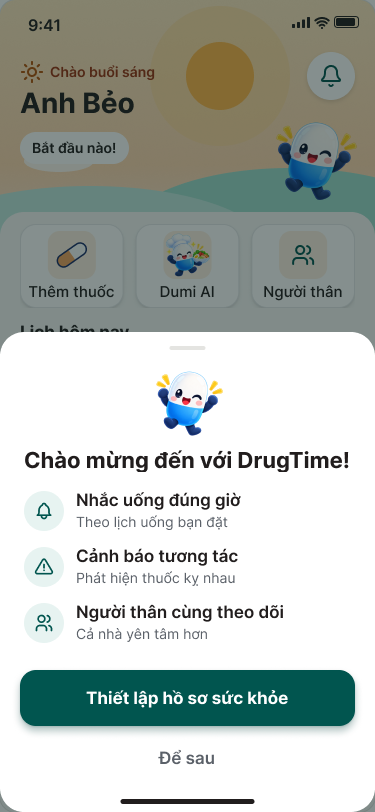 9:41
Chào buổi sáng
Anh Bẻo
Bắt đầu nào!
Thêm thuốc
Dumi AI
Người thân
Lịch hôm nay
Chào mừng đến với DrugTime!
Nhắc uống đúng giờ
Theo lịch uống bạn đặt
Cảnh báo tương tác
Phát hiện thuốc kỵ nhau
Người thân cùng theo dõi
Cả nhà yên tâm hơn
Thiết lập hồ sơ sức khỏe
Để sau